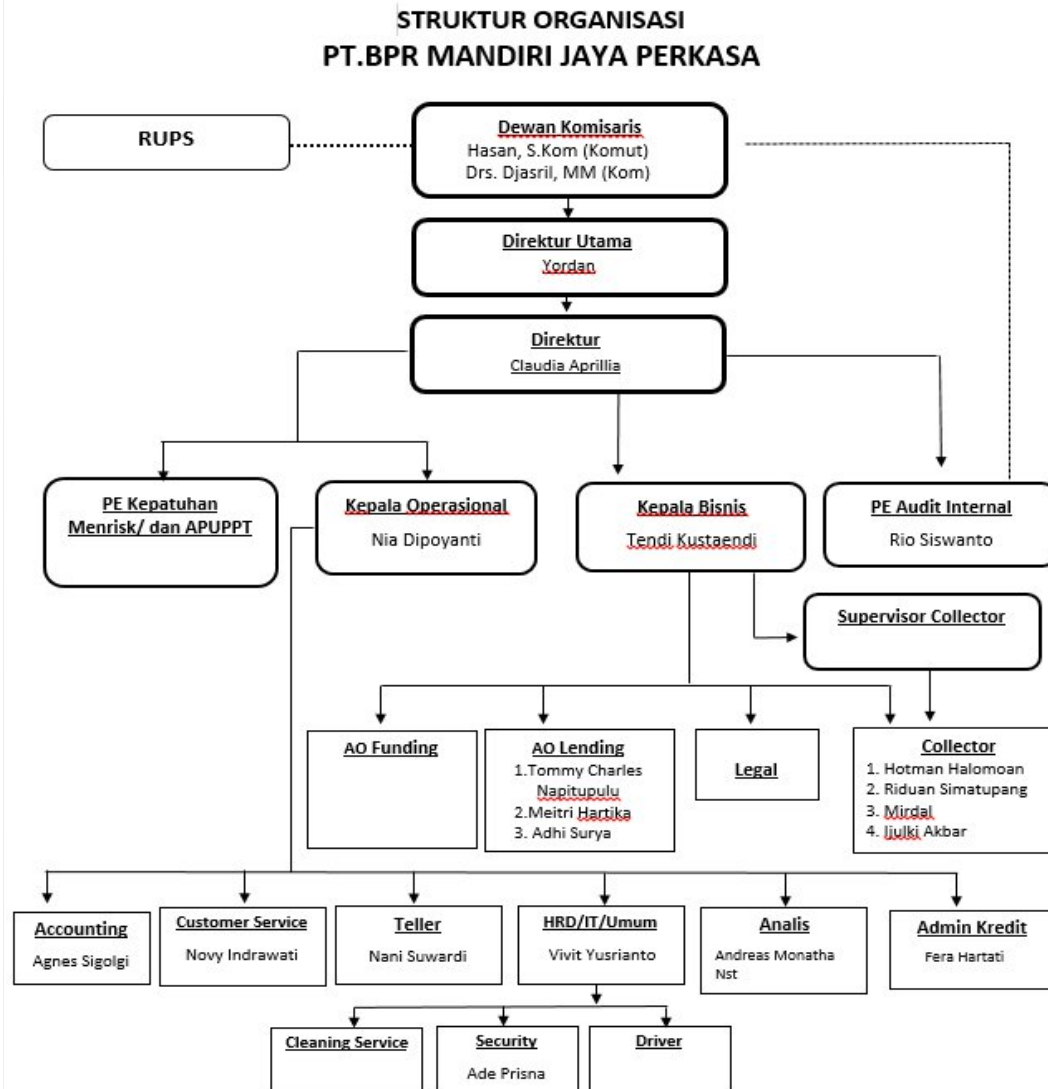 STRUKTUR ORGANISASI
PT.BPR MANDIRI JAYA PERKASA
RUPS
Dewan Komisaris
Hasan, S.Kom (Komut)
Drs. Djasril, MM (Kom)
Direktur Utama
Yordan
Direktur
Claudia Aprillia
PE Kepatuhan
Menrisk/ dan APUPPT
Kepala Operasional
Nia Dipoyanti
Kepala Bisnis
Tendi Kustaendi
PE Audit Internal
Rio Siswanto
Supervisor Collector
AO Funding
AO Lending
1.Tommy Charles
Napitupulu
2.Meitri Hartika
3. Adhi Surya
Legal
Collector
1. Hotman Halomoan
2. Riduan Simatupang
3. Mirdal
4. Ijulki Akbar
Accounting
Agnes Sigolgi
Customer Service
Novy Indrawati
Teller
Nani Suwardi
HRD/IT/Umum
Vivit Yusrianto
Analis
Andreas Monatha
Nst
Admin Kredit
Fera Hartati
Cleaning Service
Security
Ade Prisna
Driver